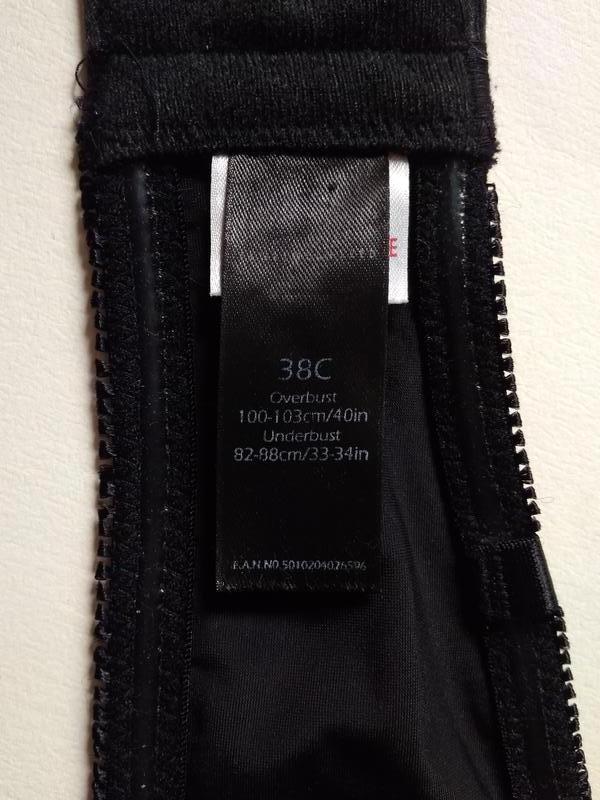 E
38C
Overbust
100-103cm/40in
Underbust
82-88cm/33-34in
E.A.N.NO.5010204026596